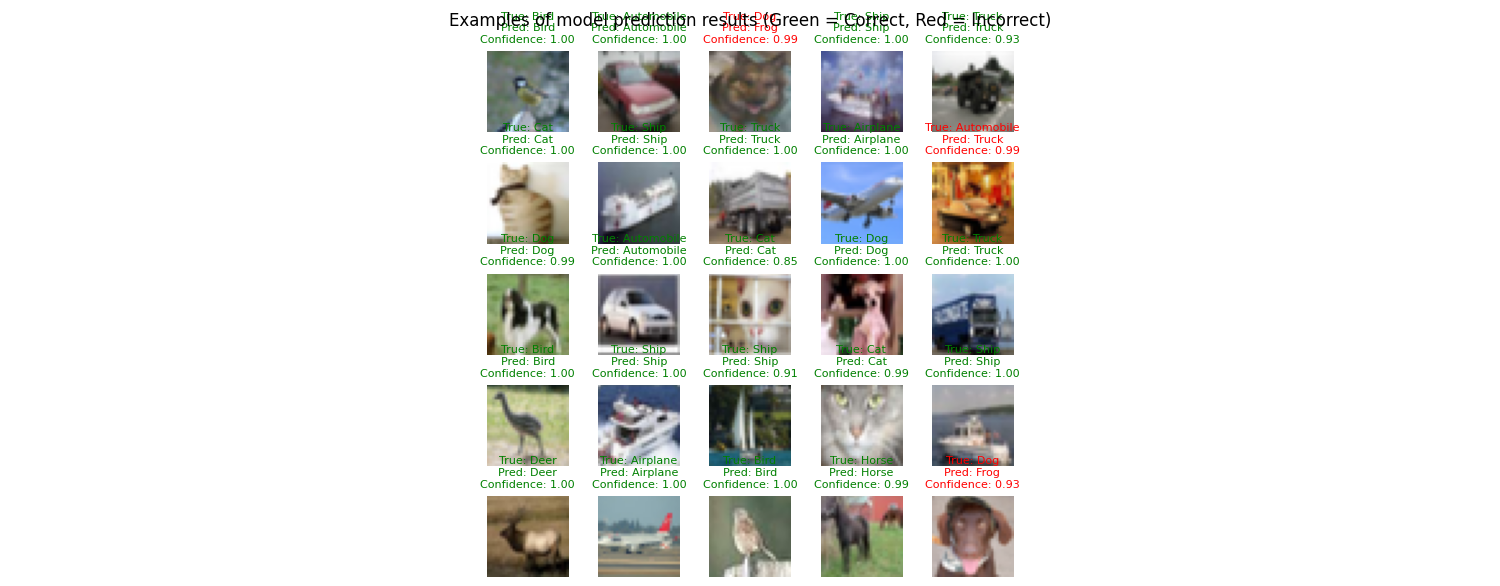 Examples of model prediction results (Green = Correct, Red = Incorrect)
True: Bird
Pred: Bird
Confidence: 1.00
True: Automobile
Pred: Automobile
Confidence: 1.00
True: Dog
Pred: Frog
Confidence: 0.99
True: Ship
Pred: Ship
Confidence: 1.00
True: Truck
Pred: Truck
Confidence: 0.93
True: Cat
Pred: Cat
Confidence: 1.00
True: Ship
Pred: Ship
Confidence: 1.00
True: Truck
Pred: Truck
Confidence: 1.00
True: Airplane
Pred: Airplane
Confidence: 1.00
True: Automobile
Pred: Truck
Confidence: 0.99
True: Dog
Pred: Dog
Confidence: 0.99
True: Automobile
Pred: Automobile
Confidence: 1.00
True: Cat
Pred: Cat
Confidence: 0.85
True: Dog
Pred: Dog
Confidence: 1.00
True: Truck
Pred: Truck
Confidence: 1.00
True: Bird
Pred: Bird
Confidence: 1.00
True: Ship
Pred: Ship
Confidence: 1.00
True: Ship
Pred: Ship
Confidence: 0.91
True: Cat
Pred: Cat
Confidence: 0.99
True: Ship
Pred: Ship
Confidence: 1.00
True: Deer
Pred: Deer
Confidence: 1.00
True: Airplane
Pred: Airplane
Confidence: 1.00
True: Bird
Pred: Bird
Confidence: 1.00
True: Horse
Pred: Horse
Confidence: 0.99
True: Dog
Pred: Frog
Confidence: 0.93